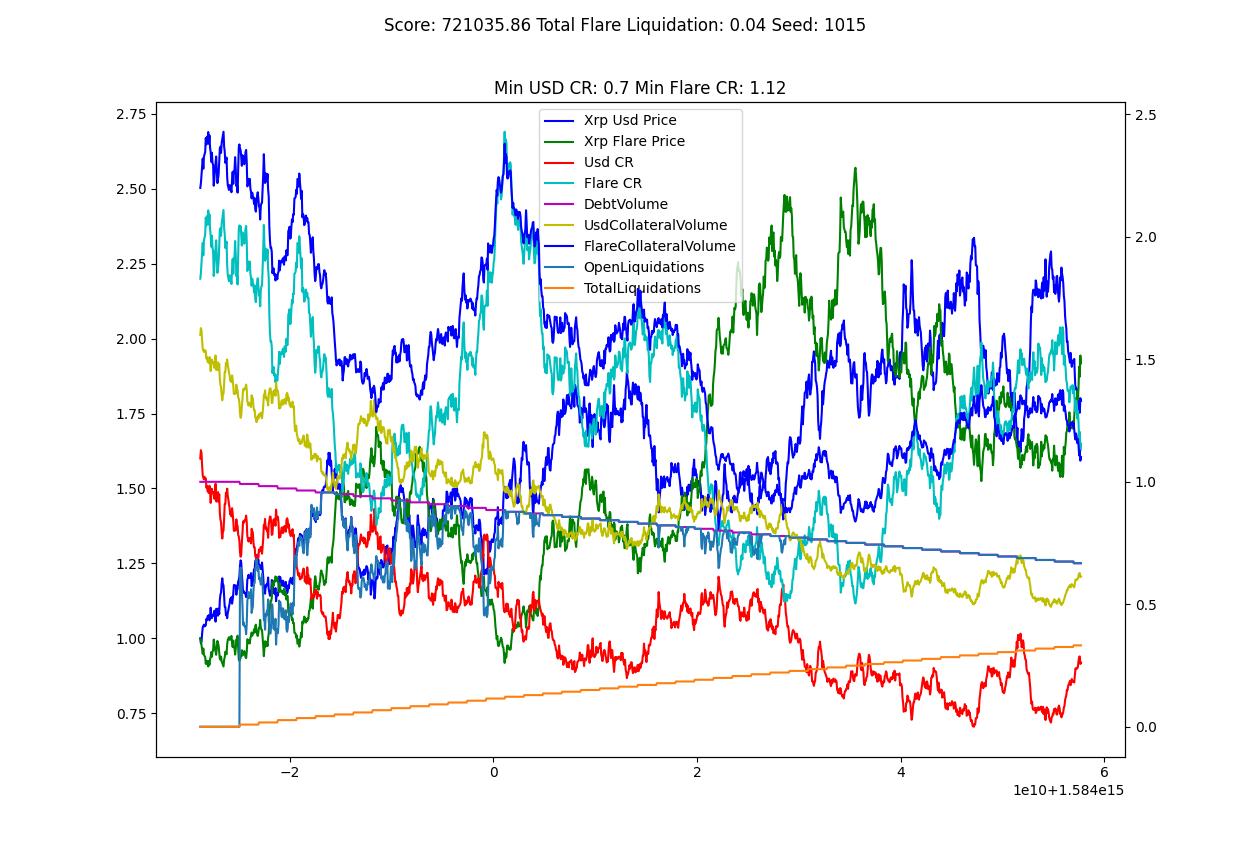 Score: 721035.86 Total Flare Liquidation: 0.04 Seed: 1015
Min USD CR: 0.7 Min Flare CR: 1.12
Xrp Usd Price
Xrp Flare Price
Usd CR
Flare CR
DebtVolume
UsdCollateralVolume
FlareCollateralVolume
OpenLiquidations
TotalLiquidations
2.75
2.50
2.25
2.00
1.75
1.50
1.25
1.00
0.75
2.5
2.0
1.5
1.0
0.5
0.0
−2
0
2
4
6
1e10+1.584e15